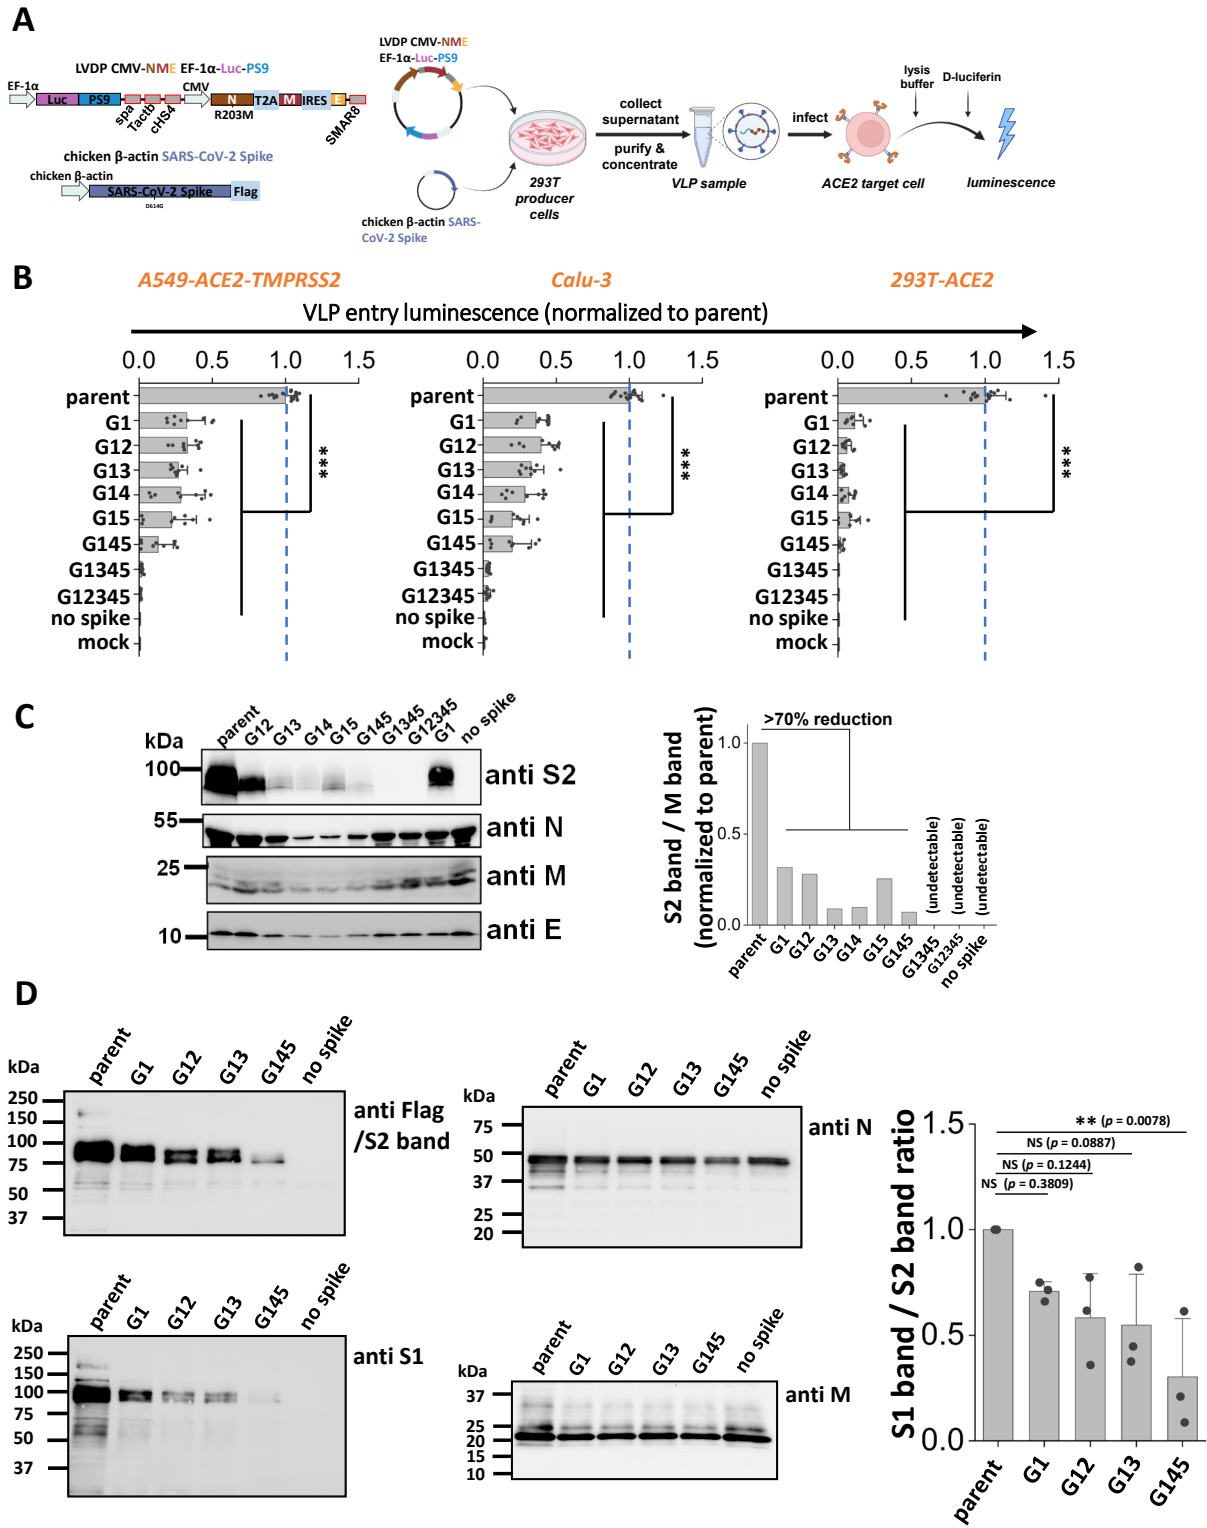 A
LVDP CMV-NME EF-1α-Luc-PS9
EF-1α
Luc
PS9
spa
Tactb
cHS4
CMV
N
T2A
M
IRES
E
SMAR8
R203M
chicken β-actin SARS-CoV-2 Spike
chicken β-actin
SARS-CoV-2 Spike
Flag
D614G
LVDP CMV-NME
EF-1α-Luc-PS9
chicken β-actin SARS-
CoV-2 Spike
293T
producer
cells
collect
supernatant
purify &
concentrate
VLP sample
infect
ACE2 target cell
lysis
buffer
D-luciferin
luminescence
B
A549-ACE2-TMPRSS2
Calu-3
293T-ACE2
VLP entry luminescence (normalized to parent)
0.0 0.5 1.0 1.5
parent
G1
G12
G13
G14
G15
G145
G1345
G12345
no spike
mock
***
0.0 0.5 1.0 1.5
parent
G1
G12
G13
G14
G15
G145
G1345
G12345
no spike
mock
***
0.0 0.5 1.0 1.5
parent
G1
G12
G13
G14
G15
G145
G1345
G12345
no spike
mock
***
C
kDa
parent
G12
G13
G14
G15
G145
G1345
G12345
G1
no spike
100
anti S2
55
anti N
25
anti M
10
anti E
S2 band / M band
(normalized to parent)
1.0
0.5
0.0
>70% reduction
(undetectable)
(undetectable)
(undetectable)
parent
G1
G12
G13
G14
G15
G145
G1345
G12345
no spike
D
kDa
parent
G1
G12
G13
G145
no spike
250
150
100
75
50
37
anti Flag
/S2 band
kDa
parent
G1
G12
G13
G145
no spike
75
50
37
25
20
anti N
kDa
parent
G1
G12
G13
G145
no spike
250
150
100
75
50
37
anti S1
kDa
parent
G1
G12
G13
G145
no spike
37
25
20
15
10
anti M
S1 band / S2 band ratio
1.5
1.0
0.5
0.0
** (p = 0.0078)
NS (p = 0.0887)
NS (p = 0.1244)
NS (p = 0.3809)
parent
G1
G12
G13
G145